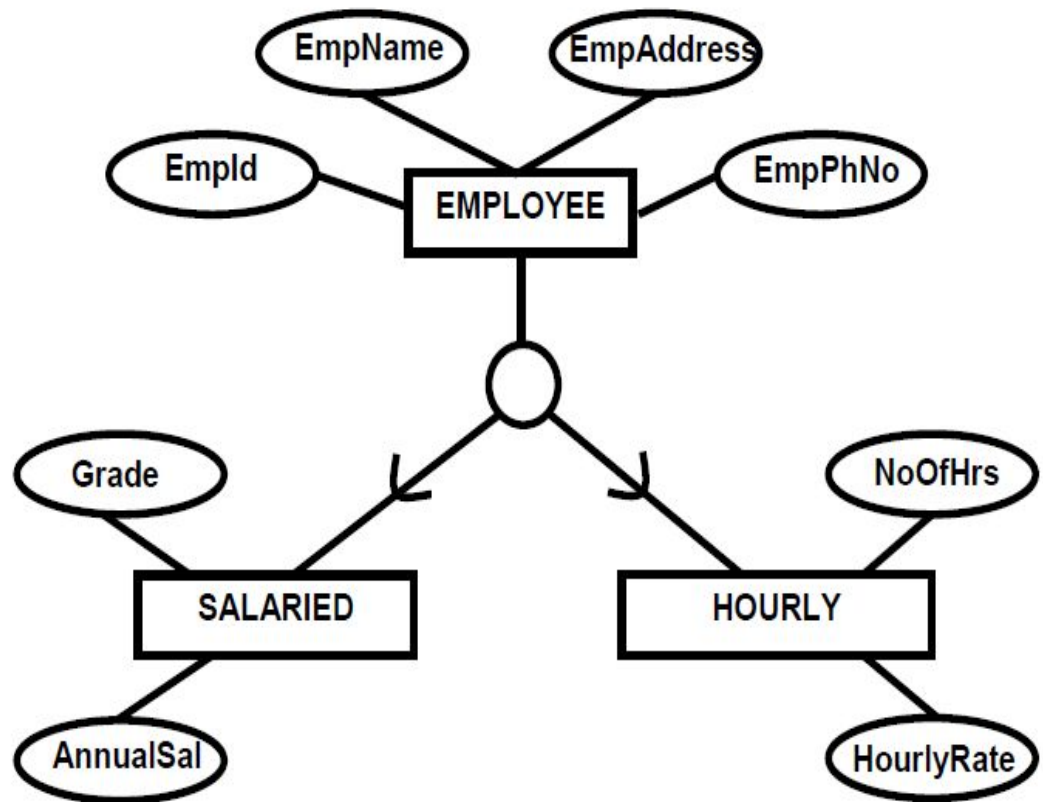 EmpName
EmpAddress
EmpId
EmpPhNo
EMPLOYEE
Grade
NoOfHrs
SALARIED
HOURLY
AnnualSal
HourlyRate